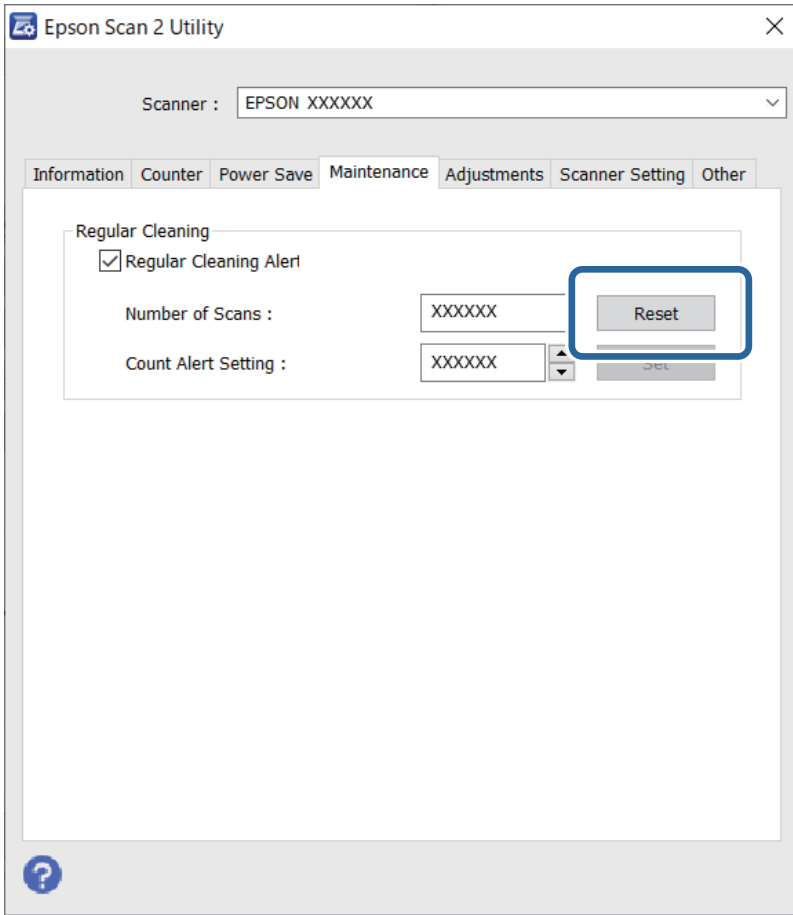 Epson Scan 2 Utility
Scanner : EPSON XXXXXX
Information Counter Power Save Maintenance Adjustments Scanner Setting Other
Regular Cleaning
Regular Cleaning Alert
Number of Scans : XXXXXX Reset
Count Alert Setting : XXXXXX Set
?